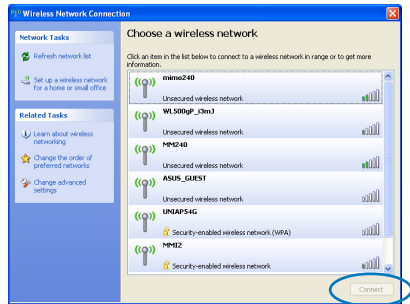 Wireless Network Connection
Network Tasks
Refresh network list
Set up a wireless network
for a home or small office
Related Tasks
Learn about wireless
networking
Change the order of
preferred networks
Change advanced
settings
Choose a wireless network
Click an item in the list below to connect to a wireless network in range or to get more
information.
mimo240
Unsecured wireless network
WL500gP_i3mJ
Unsecured wireless network
MM240
Unsecured wireless network
ASUS_GUEST
Unsecured wireless network
UNIAP54G
Security-enabled wireless network (WPA)
MMI2
Security-enabled wireless network
Connect